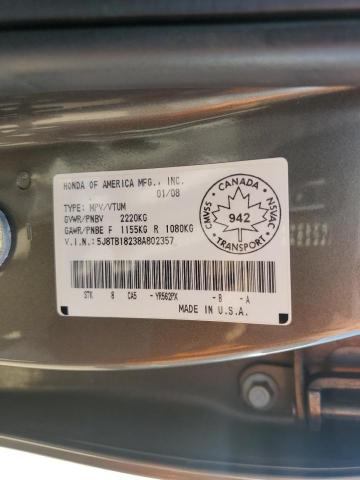 HONDA OF AMERICA MFG., INC.
01/08
TYPE: MPV/VTUM
GVWR/PNBV 2220KG
GAWR/PNBE F 1155KG R 1080KG
V.I.N.: 5J8TB18238A802357
CANADA
CMVSS 942 NSVAC
TRANSPORT
STK 8 CA5 -YR562PX -B -A
MADE IN U.S.A.